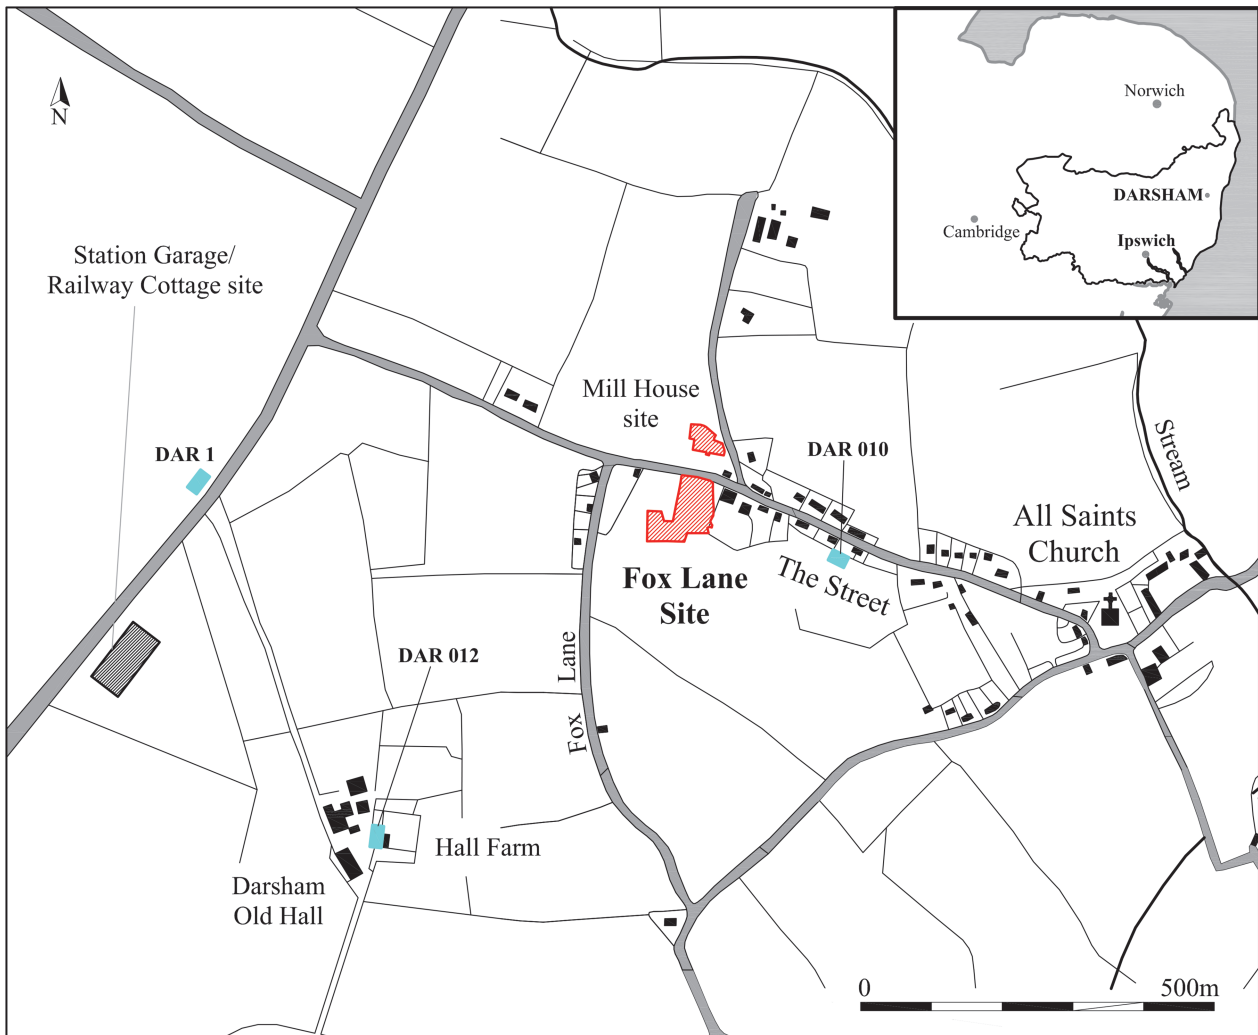 N
Norwich
DARSHAM
Cambridge
Ipswich
Station Garage/
Railway Cottage site
Mill House
site
DAR 1
DAR 010
Stream
All Saints
Church
Fox Lane
Site
The Street
DAR 012
Fox Lane
Hall Farm
Darsham
Old Hall
0 500m